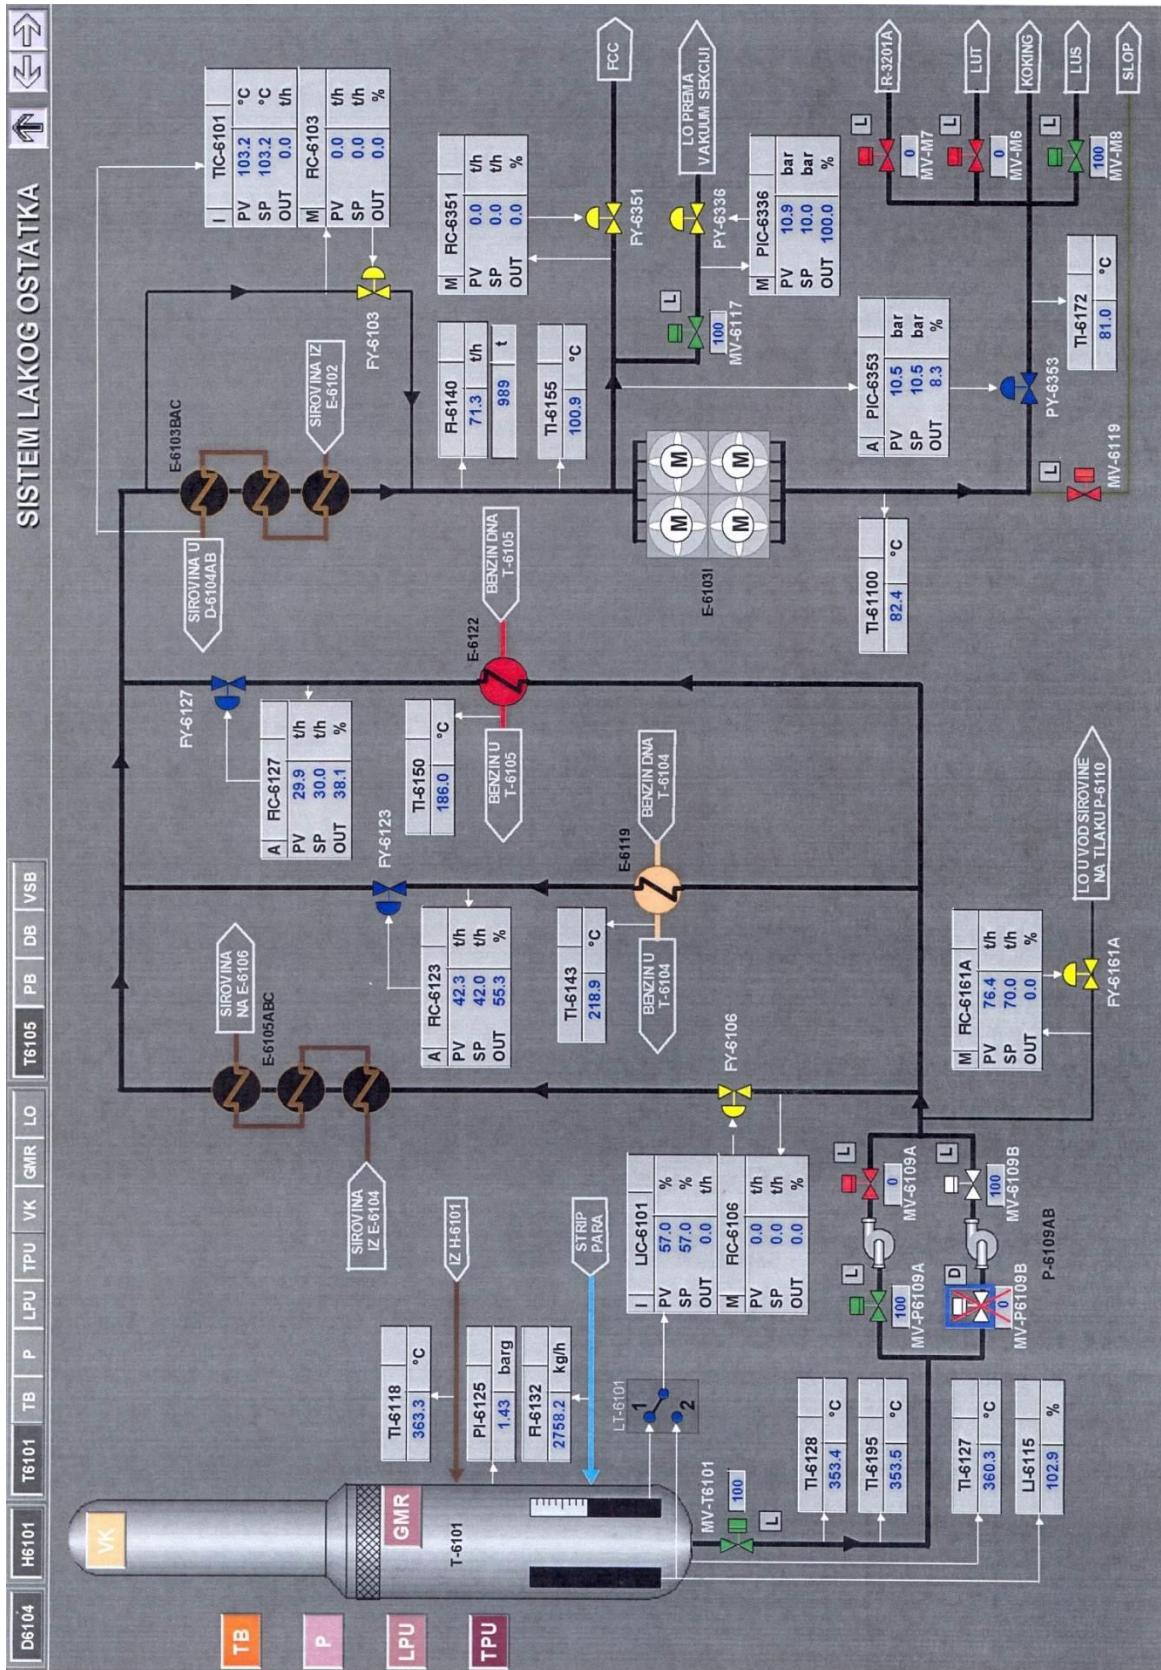 D6104 H6101 T6101 TB P LPU TPU VK GMR LO T6105 PB DB VSB
SISTEM LAKOG OSTATKA
TB
P
LPU
TPU
VK
GMR
T-6101
TI-6118
363.3 °C
PI-6125
1.43 barg
FI-6132
2758.2 kg/h
IZ H-6101
STRIP
PARA
LT-6101
1
2
MV-T6101
100
L
TI-6128
353.4 °C
TI-6195
353.5 °C
TI-6127
360.3 °C
LI-6115
102.9 %
I LIC-6101
PV 57.0 %
SP 57.0 %
OUT 0.0 t/h
M FIC-6106
PV 0.0 t/h
SP 0.0 t/h
OUT 0.0 %
FY-6106
L
100
MV-P6109A
D
0
MV-P6109B
L
0
MV-6109A
L
100
MV-6109B
P-6109AB
SIROVINA
IZ E-6104
SIROVINA
NA E-6106
E-6105ABC
A FIC-6123
PV 42.3 t/h
SP 42.0 t/h
OUT 55.3 %
FY-6123
TI-6143
218.9 °C
BENZIN U
T-6104
E-6119
BENZIN DNA
T-6104
M FIC-6161A
PV 76.4 t/h
SP 70.0 t/h
OUT 0.0 %
FY-6161A
LO U UVOD SIROVINE
NA TLAKU P-6110
FY-6127
A FIC-6127
PV 29.9 t/h
SP 30.0 t/h
OUT 38.1 %
TI-6150
186.0 °C
BENZIN U
T-6105
E-6122
BENZIN DNA
T-6105
SIROVINA U
D-6104AB
E-6103BAC
SIROVINA IZ
E-6102
I TIC-6101
PV 103.2 °C
SP 103.2 °C
OUT 0.0 t/h
M FIC-6103
PV 0.0 t/h
SP 0.0 t/h
OUT 0.0 %
FY-6103
FI-6140
71.3 t/h
989 t
TI-6155
100.9 °C
M FIC-6351
PV 0.0 t/h
SP 0.0 t/h
OUT 0.0 %
FY-6351
FCC
L
100
MV-6117
PY-6336
LO PREMA
VAKUUM SEKCIJI
M PIC-6336
PV 10.9 bar
SP 10.0 bar
OUT 100.0 %
E-6103I
M M
M M
TI-61100
82.4 °C
A PIC-6353
PV 10.5 bar
SP 10.5 bar
OUT 8.3 %
PY-6353
L
MV-6119
TI-6172
81.0 °C
L
0
MV-M7
R-3201A
L
0
MV-M6
LUT
KOKING
L
100
MV-M8
LUS
SLOP